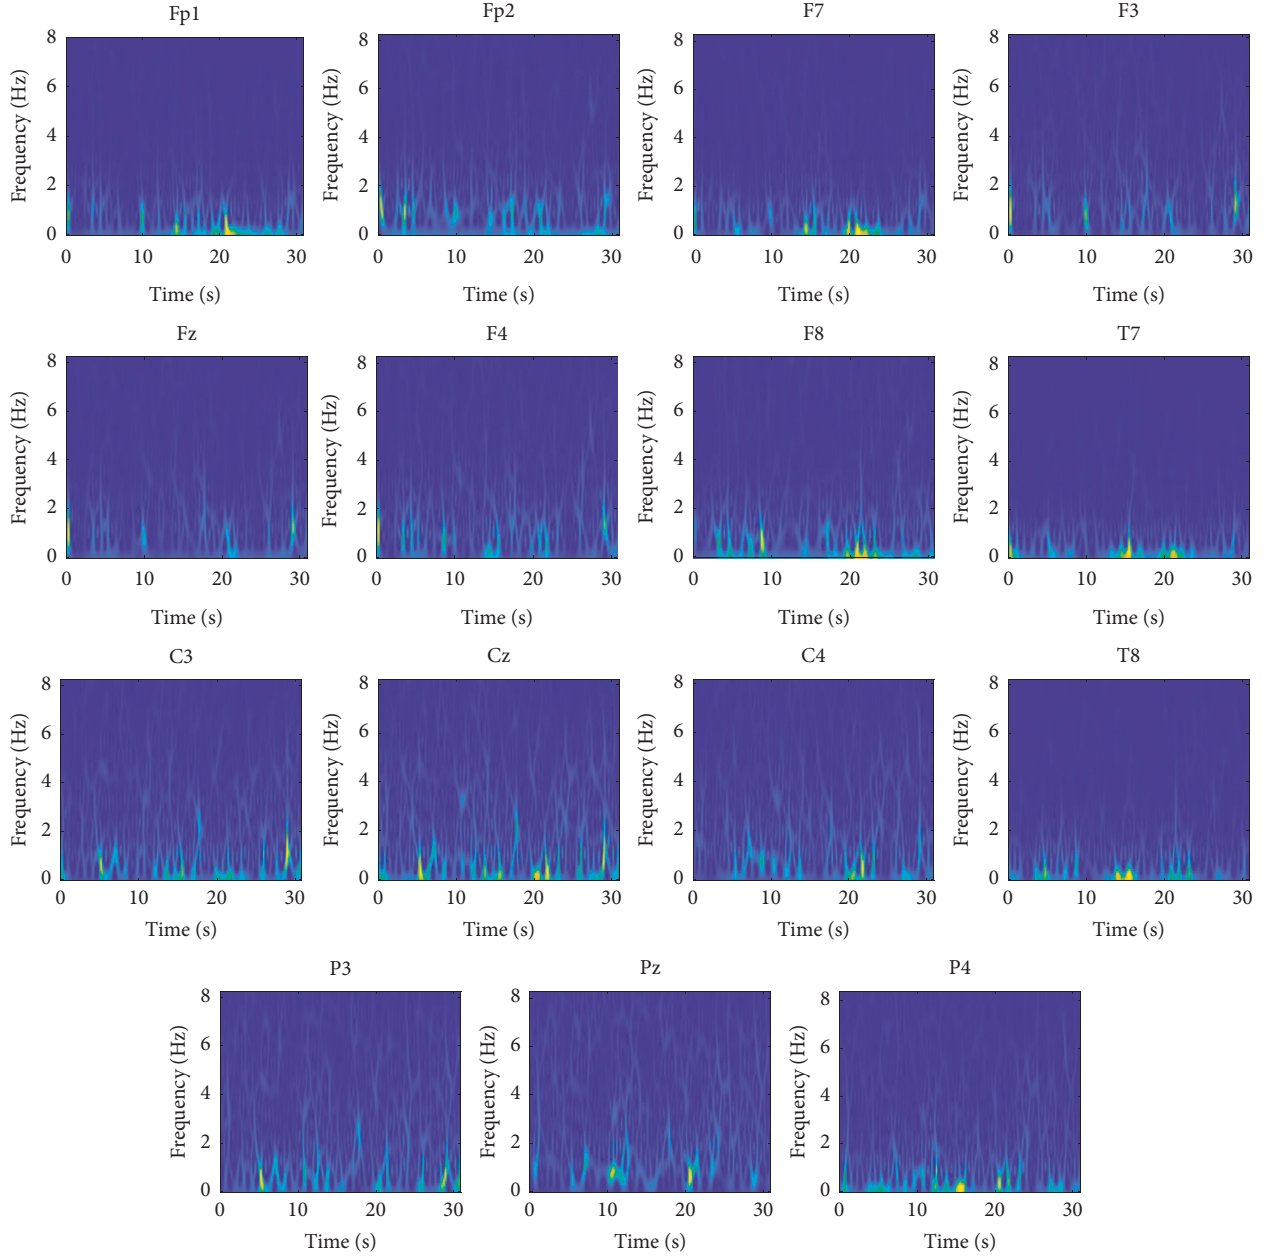 Fp1 Fp2 F7 F3
Frequency (Hz) Frequency (Hz) Frequency (Hz) Frequency (Hz)
8 8 8 8
6 6 6 6
4 4 4 4
2 2 2 2
0 0 0 0
0 10 20 30 0 10 20 30 0 10 20 30 0 10 20 30
Time (s) Time (s) Time (s) Time (s)
Fz F4 F8 T7
Frequency (Hz) Frequency (Hz) Frequency (Hz) Frequency (Hz)
8 8 8 8
6 6 6 6
4 4 4 4
2 2 2 2
0 0 0 0
0 10 20 30 0 10 20 30 0 10 20 30 0 10 20 30
Time (s) Time (s) Time (s) Time (s)
C3 Cz C4 T8
Frequency (Hz) Frequency (Hz) Frequency (Hz) Frequency (Hz)
8 8 8 8
6 6 6 6
4 4 4 4
2 2 2 2
0 0 0 0
0 10 20 30 0 10 20 30 0 10 20 30 0 10 20 30
Time (s) Time (s) Time (s) Time (s)
P3 Pz P4
Frequency (Hz) Frequency (Hz) Frequency (Hz)
8 8 8
6 6 6
4 4 4
2 2 2
0 0 0
0 10 20 30 0 10 20 30 0 10 20 30
Time (s) Time (s) Time (s)